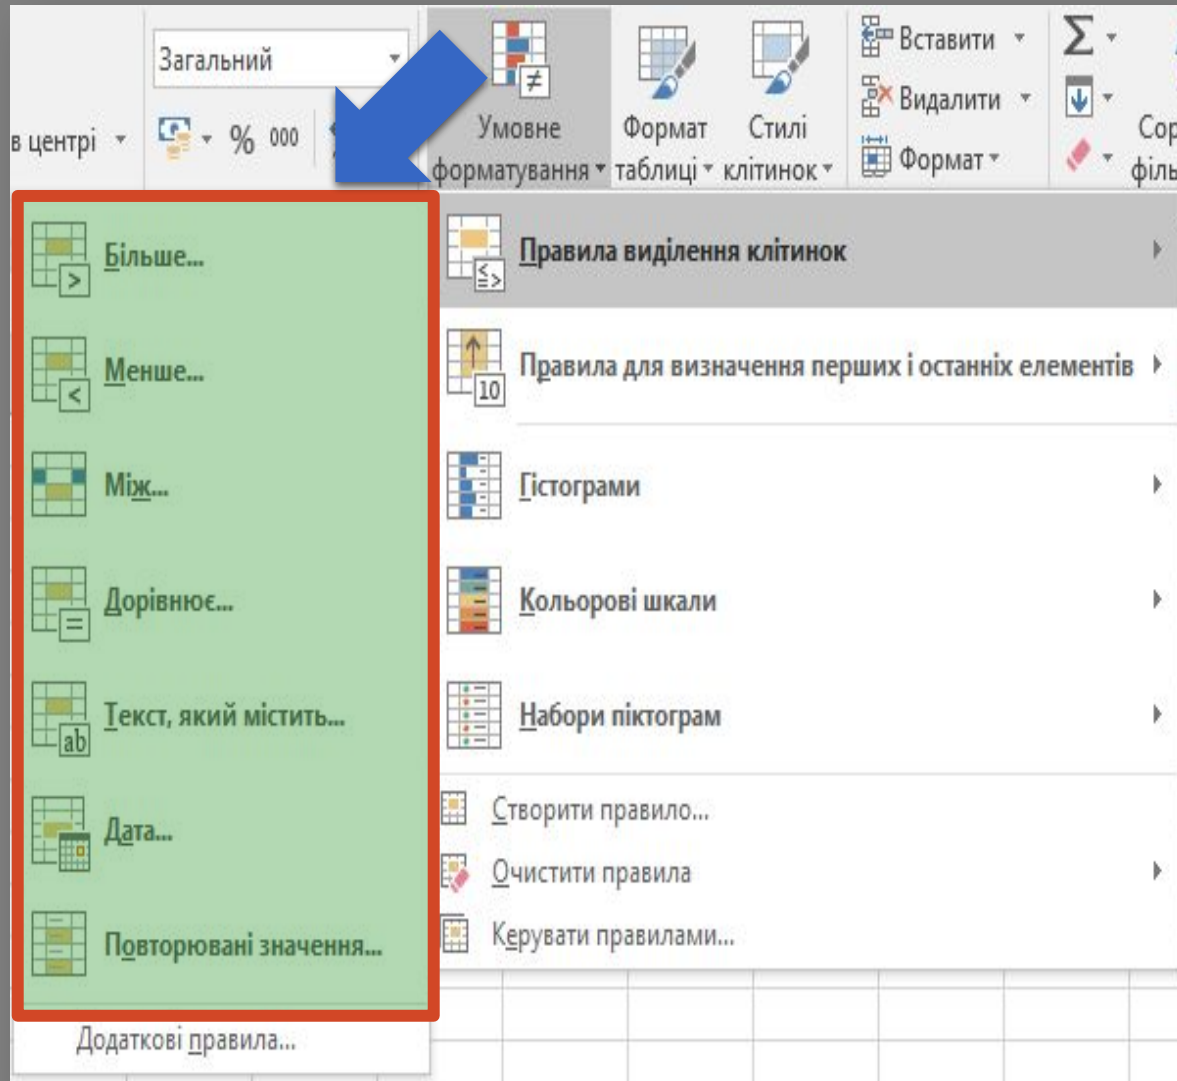 Загальний
в центрі
% 000
Умовне форматування
Формат таблиці
Стилі клітинок
Вставити
Видалити
Формат
Σ
Більше...
Менше...
Між...
Дорівнює...
Текст, який містить...
ab
Дата...
Повторювані значення...
Додаткові правила...
Правила виділення клітинок
Правила для визначення перших і останніх елементів
10
Гістограми
Кольорові шкали
Набори піктограм
Створити правило...
Очистити правила
Керувати правилами...